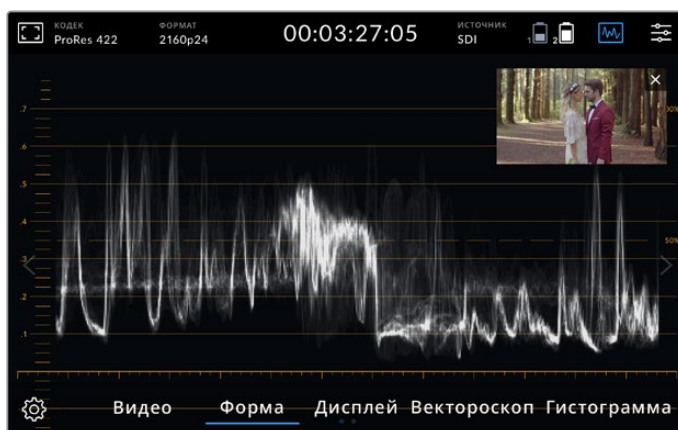 КОДЕК ФОРМАТ 00:03:27:05 ИСТОЧНИК
ProRes 422 2160p24 SDI 1 2
.7
.6
.5
.4
50%
.3
.2
.1
Видео Форма Дисплей Вектороскоп Гистограмма